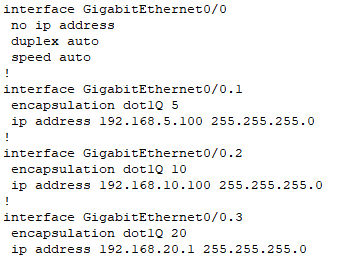 interface GigabitEthernet0/0
 no ip address
 duplex auto
 speed auto
!
interface GigabitEthernet0/0.1
 encapsulation dot1Q 5
 ip address 192.168.5.100 255.255.255.0
!
interface GigabitEthernet0/0.2
 encapsulation dot1Q 10
 ip address 192.168.10.100 255.255.255.0
!
interface GigabitEthernet0/0.3
 encapsulation dot1Q 20
 ip address 192.168.20.1 255.255.255.0